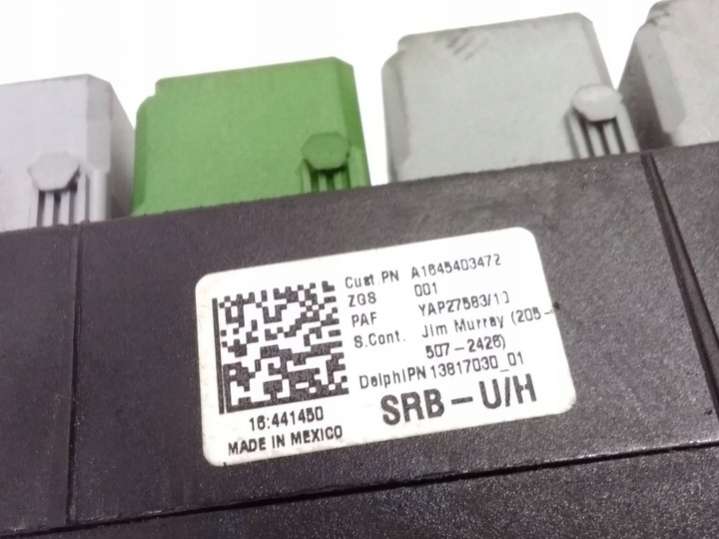 Cust PN A1645403472
ZGS 001
PAF YAP27583/10
S.Cont. Jim Murray (205-
507-2426)
DelphiPN 13817030_01
SRB-U/H
16:441450
MADE IN MEXICO